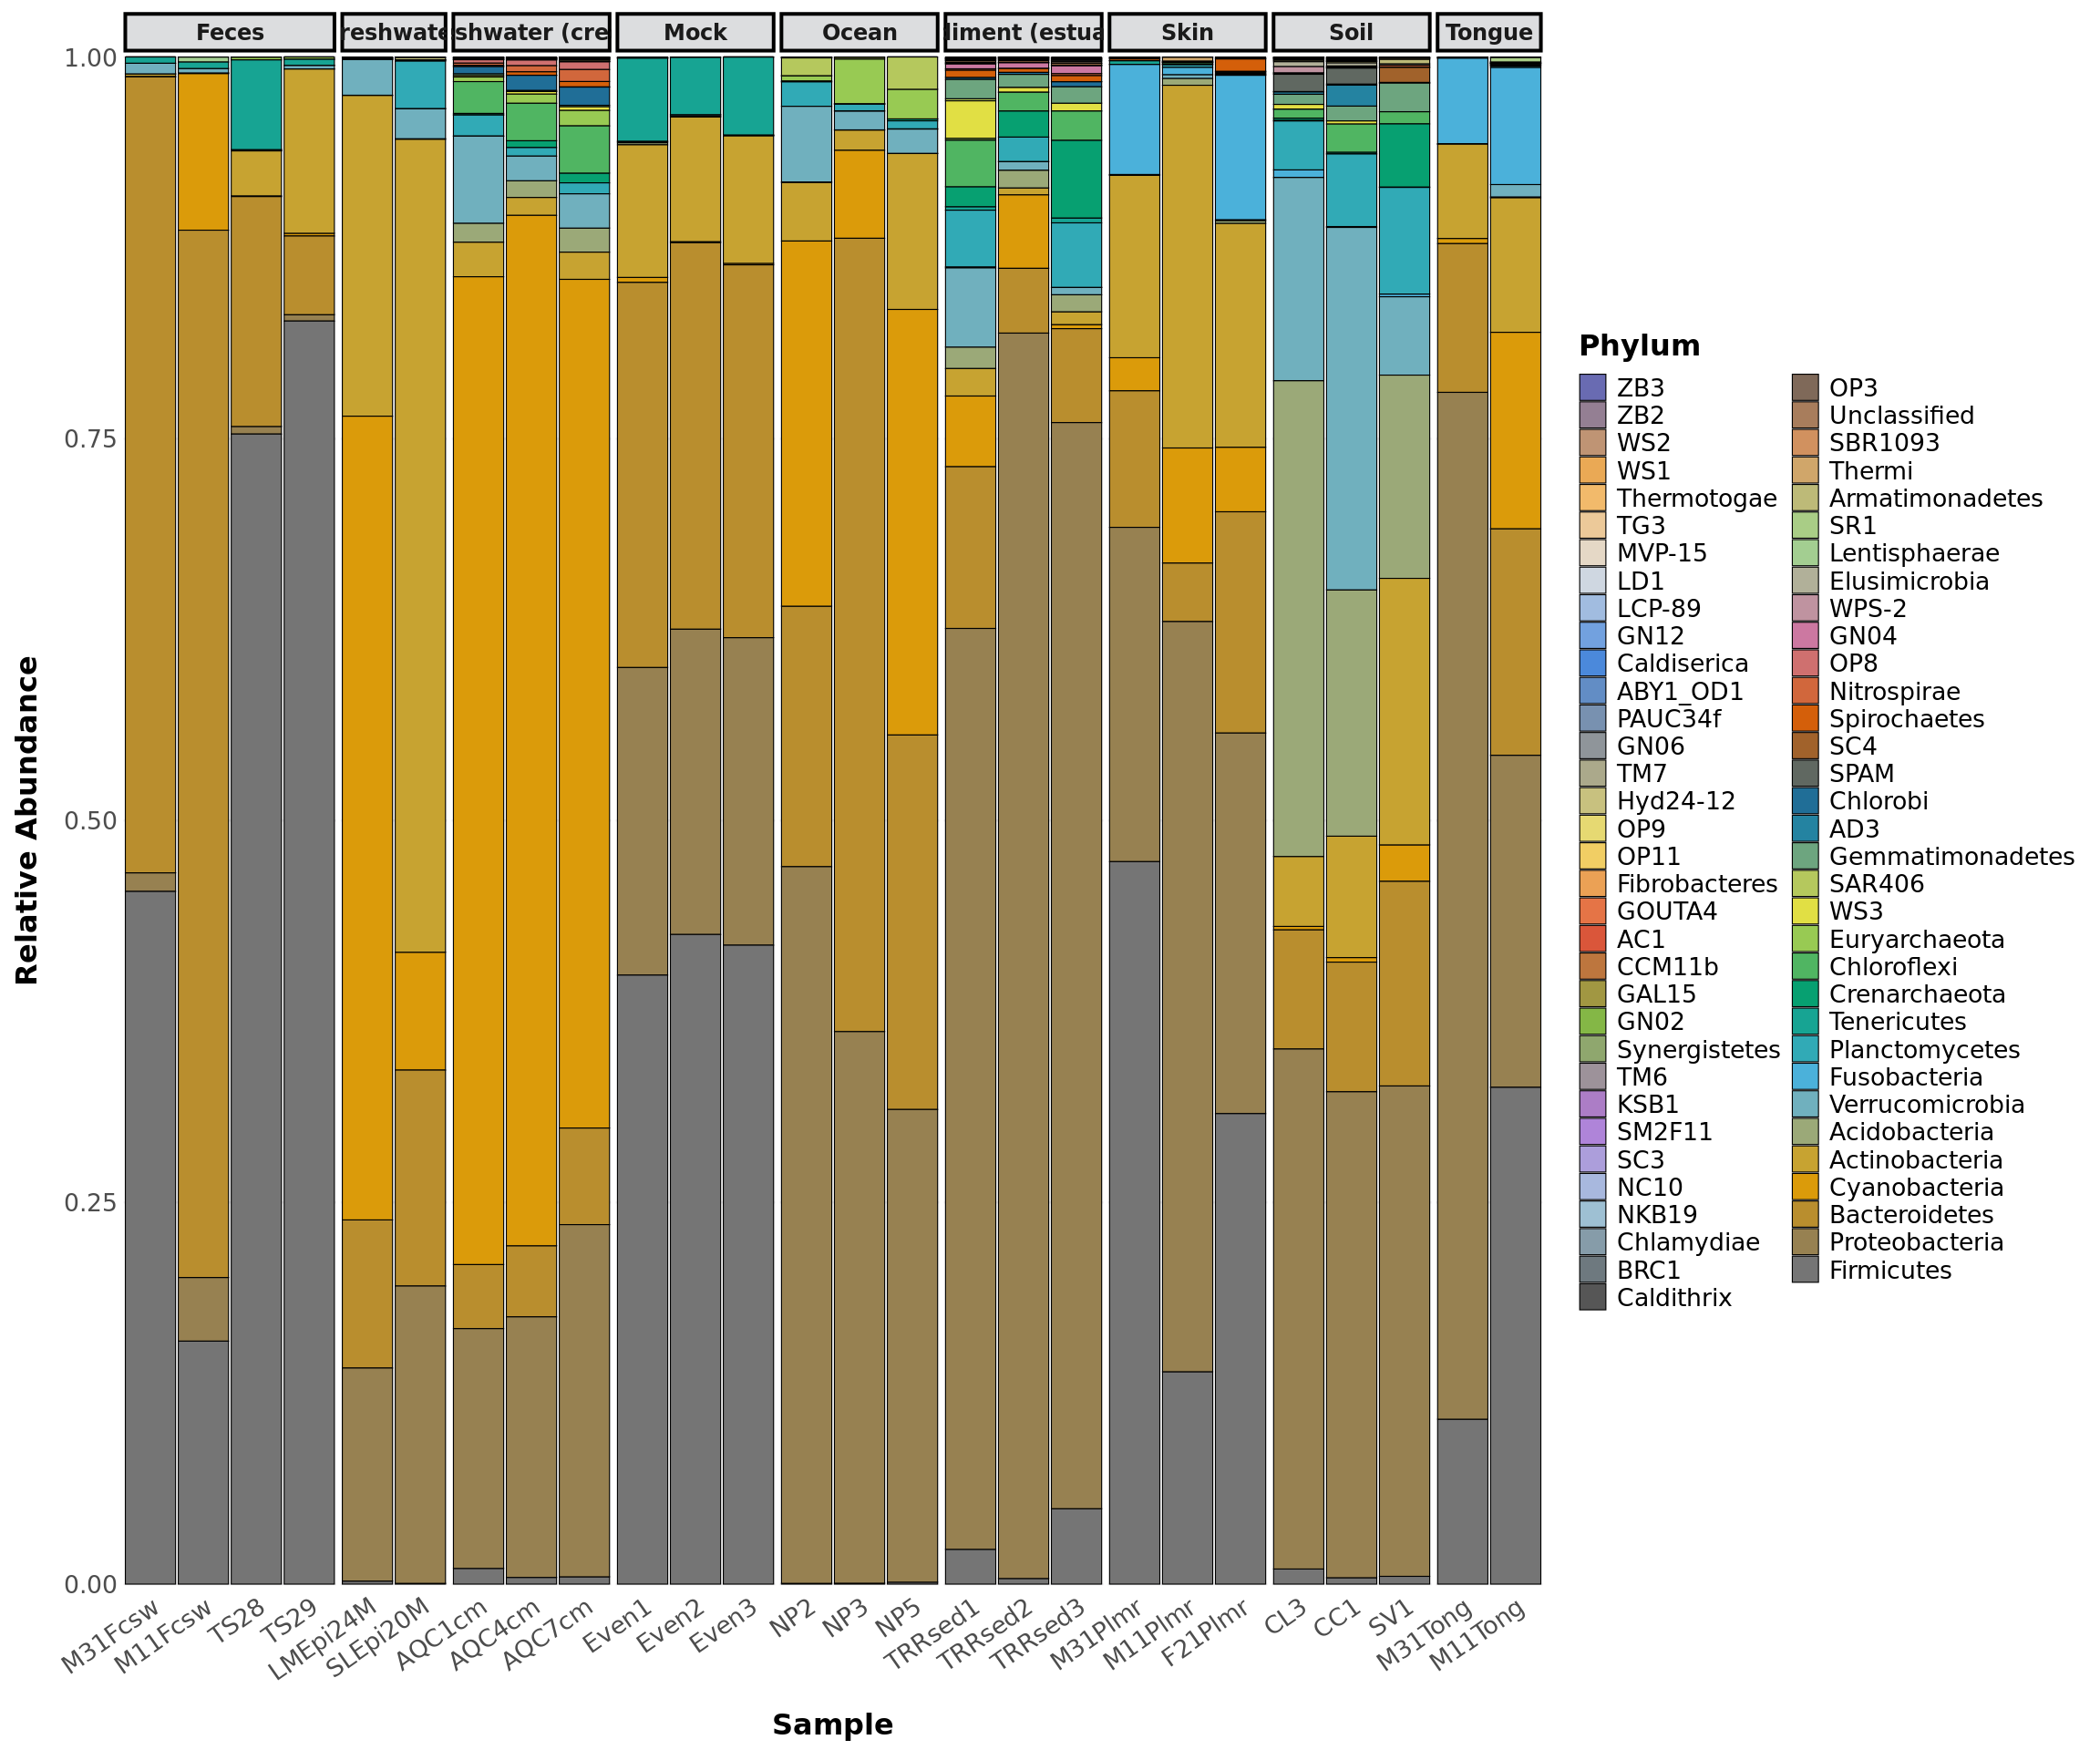 Feces
reshwate
shwater (cre
Mock
Ocean
diment (estua
Skin
Soil
Tongue
1.00
0.75
0.50
0.25
0.00
Relative Abundance
M31Fcsw
M11Fcsw
TS28
TS29
LMEpi24M
SLEpi20M
AQC1cm
AQC4cm
AQC7cm
Even1
Even2
Even3
NP2
NP3
NP5
TRRsed1
TRRsed2
TRRsed3
M31Plmr
M11Plmr
F21Plmr
CL3
CC1
SV1
M31Tong
M11Tong
Sample
Phylum
ZB3
ZB2
WS2
WS1
Thermotogae
TG3
MVP-15
LD1
LCP-89
GN12
Caldiserica
ABY1_OD1
PAUC34f
GN06
TM7
Hyd24-12
OP9
OP11
Fibrobacteres
GOUTA4
AC1
CCM11b
GAL15
GN02
Synergistetes
TM6
KSB1
SM2F11
SC3
NC10
NKB19
Chlamydiae
BRC1
Caldithrix
OP3
Unclassified
SBR1093
Thermi
Armatimonadetes
SR1
Lentisphaerae
Elusimicrobia
WPS-2
GN04
OP8
Nitrospirae
Spirochaetes
SC4
SPAM
Chlorobi
AD3
Gemmatimonadetes
SAR406
WS3
Euryarchaeota
Chloroflexi
Crenarchaeota
Tenericutes
Planctomycetes
Fusobacteria
Verrucomicrobia
Acidobacteria
Actinobacteria
Cyanobacteria
Bacteroidetes
Proteobacteria
Firmicutes